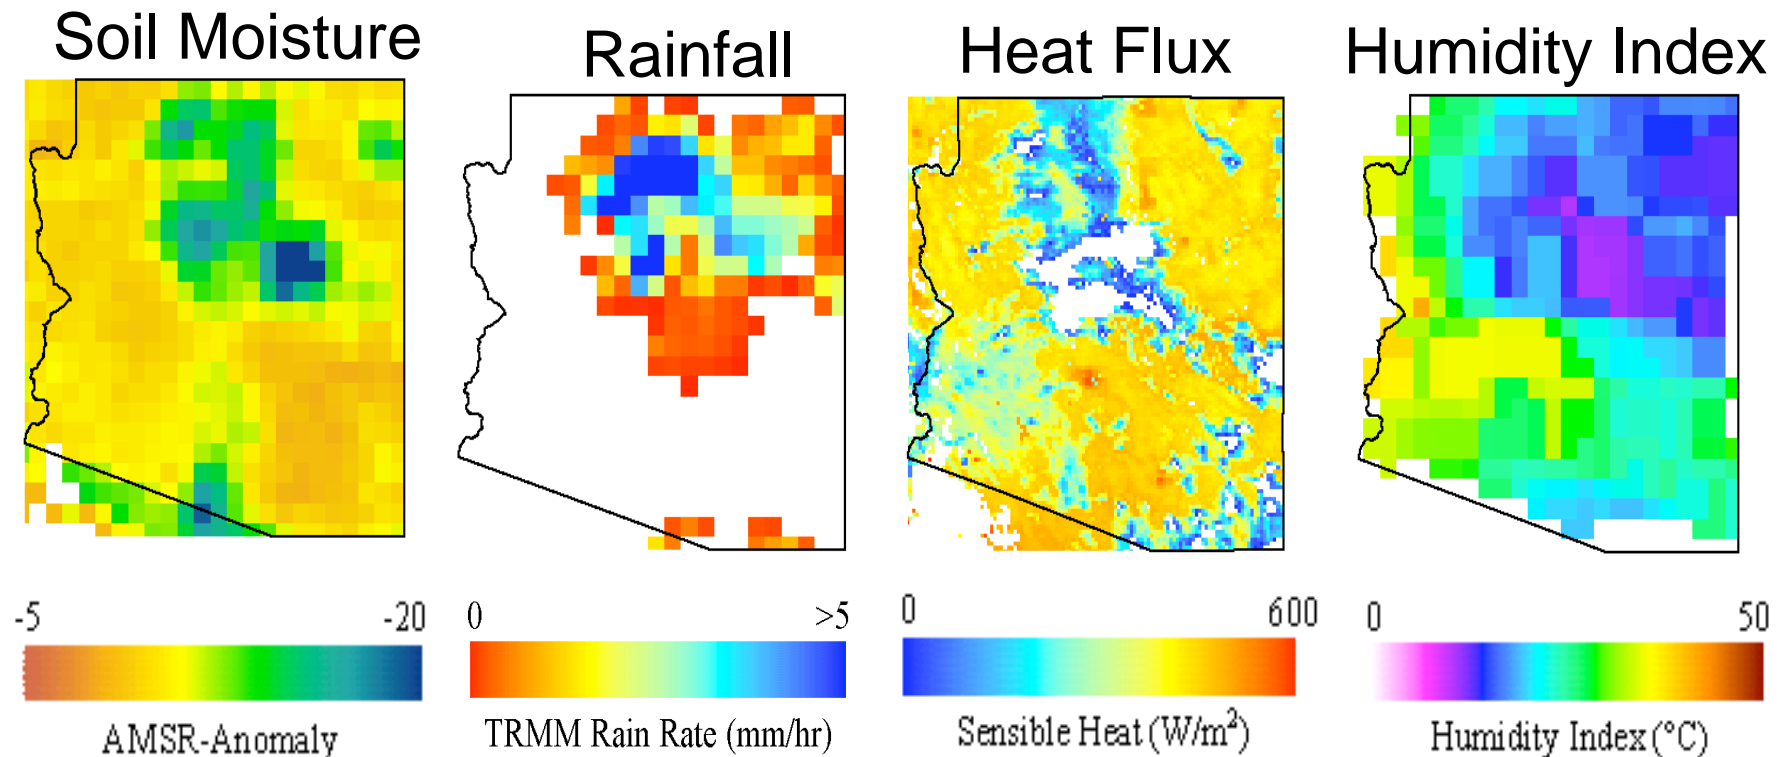 Soil Moisture
Rainfall
Heat Flux
Humidity Index
-5 -20
AMSR-Anomaly
0 >5
TRMM Rain Rate (mm/hr)
0 600
Sensible Heat (W/m²)
0 50
Humidity Index (°C)